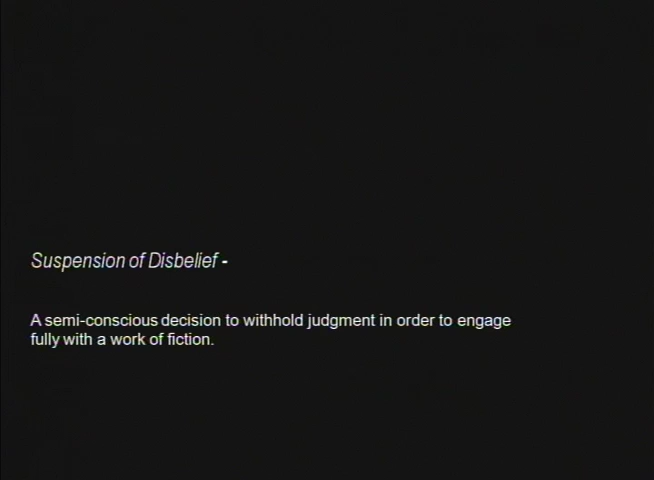 Suspension of Disbelief -
A semi-conscious decision to withhold judgment in order to engage
fully with a work of fiction.